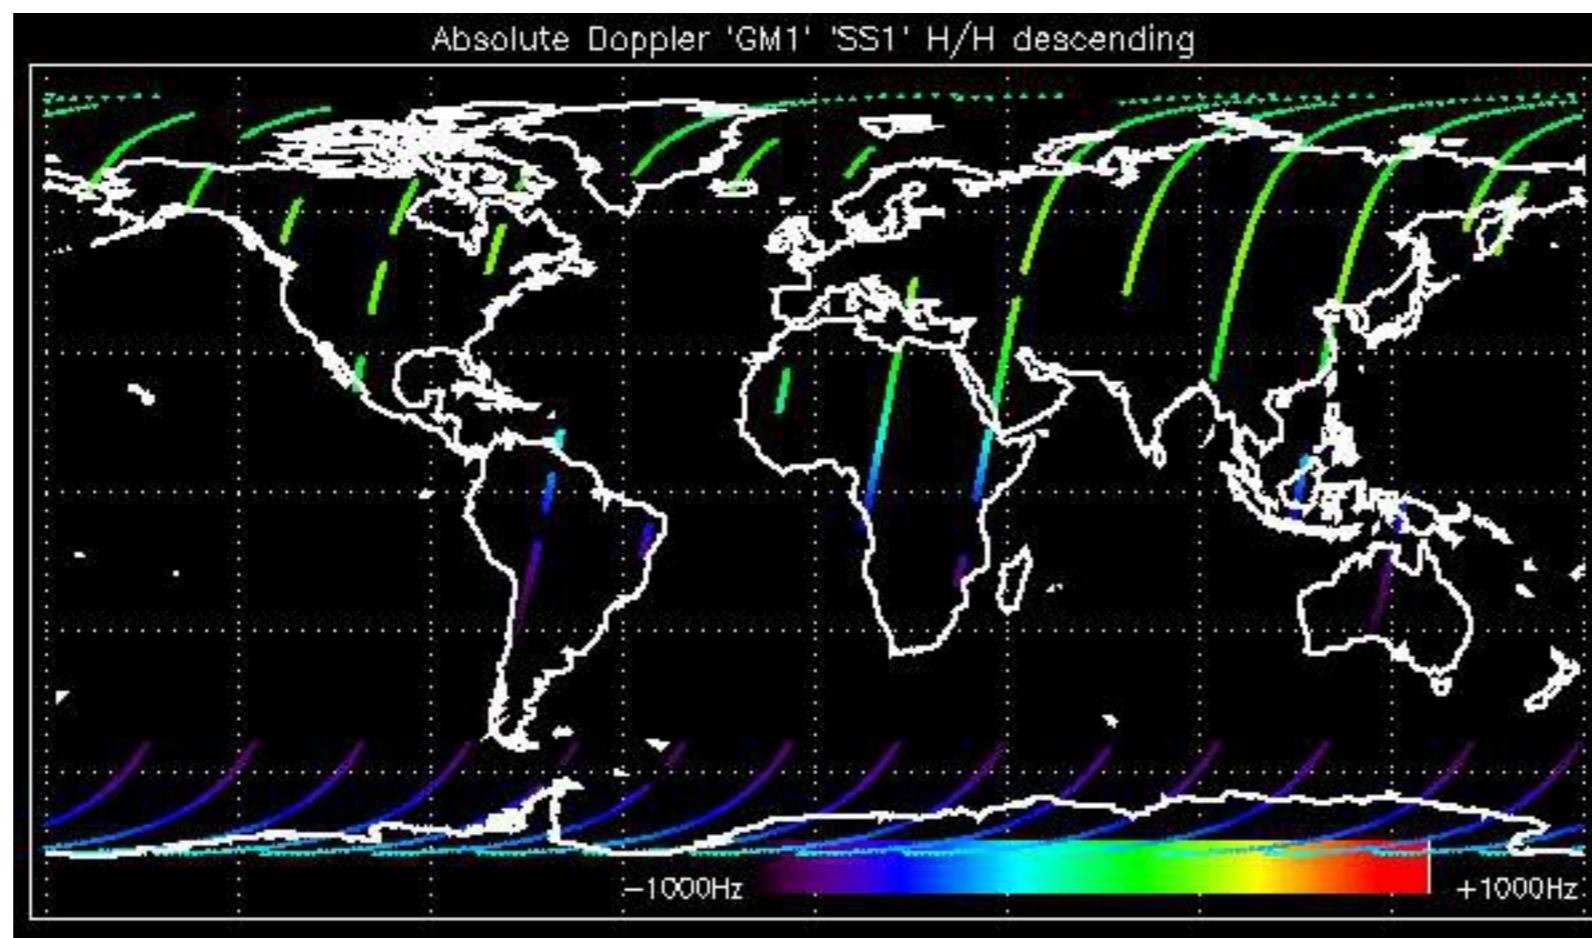 Absolute Doppler 'GM1' 'SS1' H/H descending
-1000Hz +1000Hz